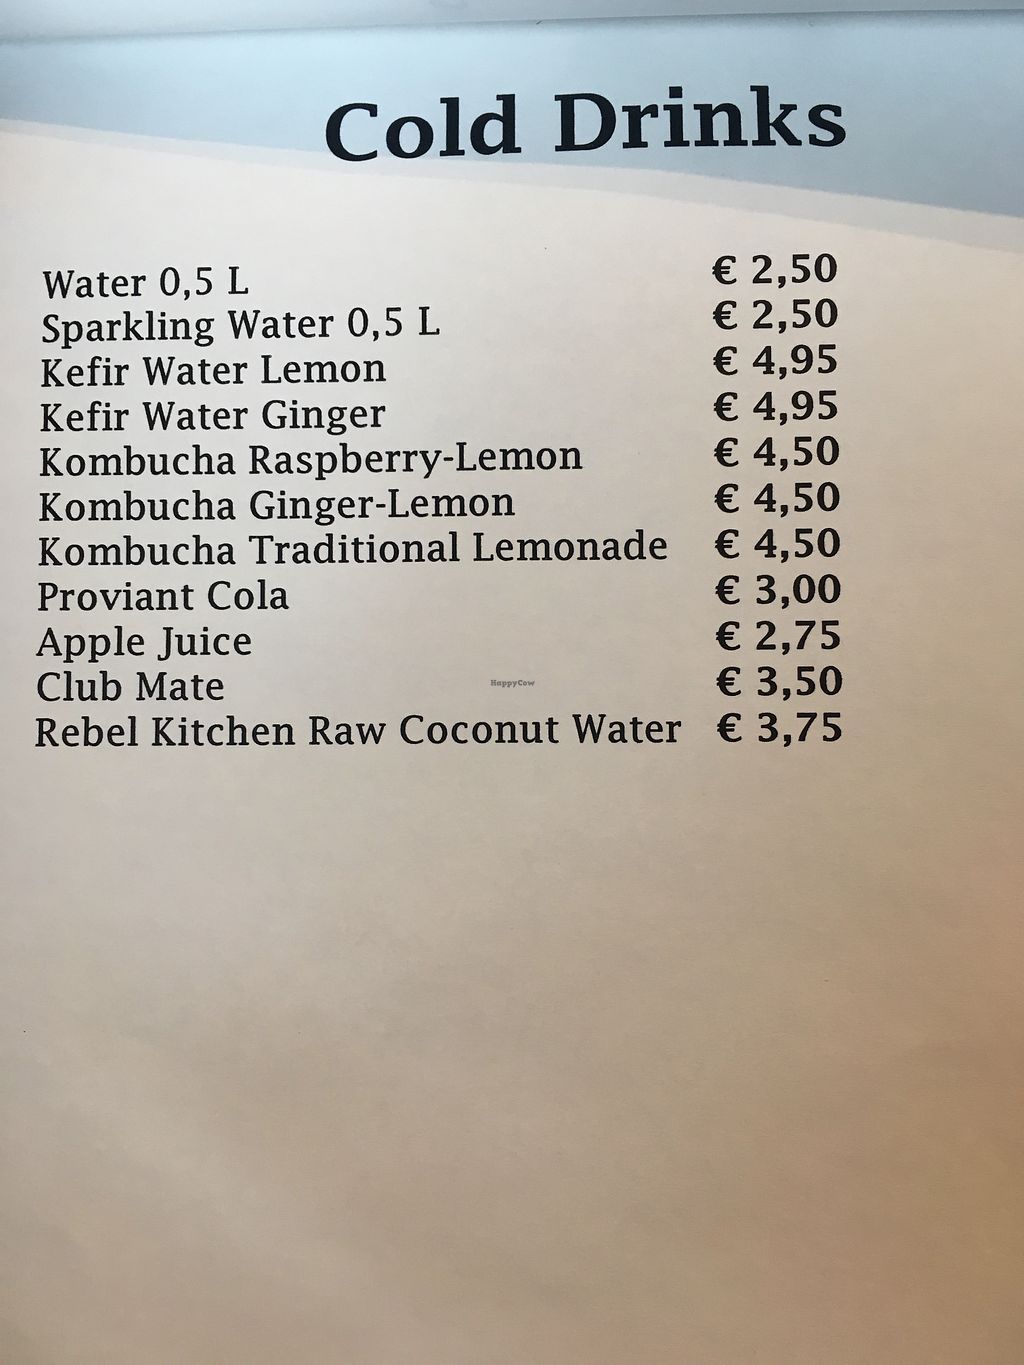 Cold Drinks
Water 0,5 L € 2,50
Sparkling Water 0,5 L € 2,50
Kefir Water Lemon € 4,95
Kefir Water Ginger € 4,95
Kombucha Raspberry-Lemon € 4,50
Kombucha Ginger-Lemon € 4,50
Kombucha Traditional Lemonade € 4,50
Proviant Cola € 3,00
Apple Juice € 2,75
Club Mate € 3,50
HappyCow
Rebel Kitchen Raw Coconut Water € 3,75